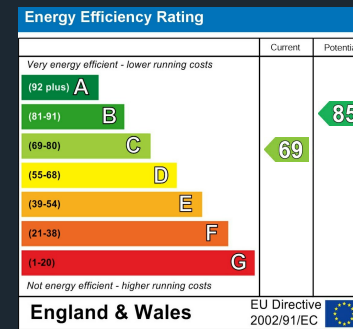 Energy Efficiency Rating
Current
Very energy efficient - lower running costs
(92 plus) A
(81-91) B
85
(69-80) C
69
(55-68) D
(39-54) E
(21-38) F
(1-20) G
Not energy efficient - higher running costs
England & Wales
EU Directive
2002/91/EC